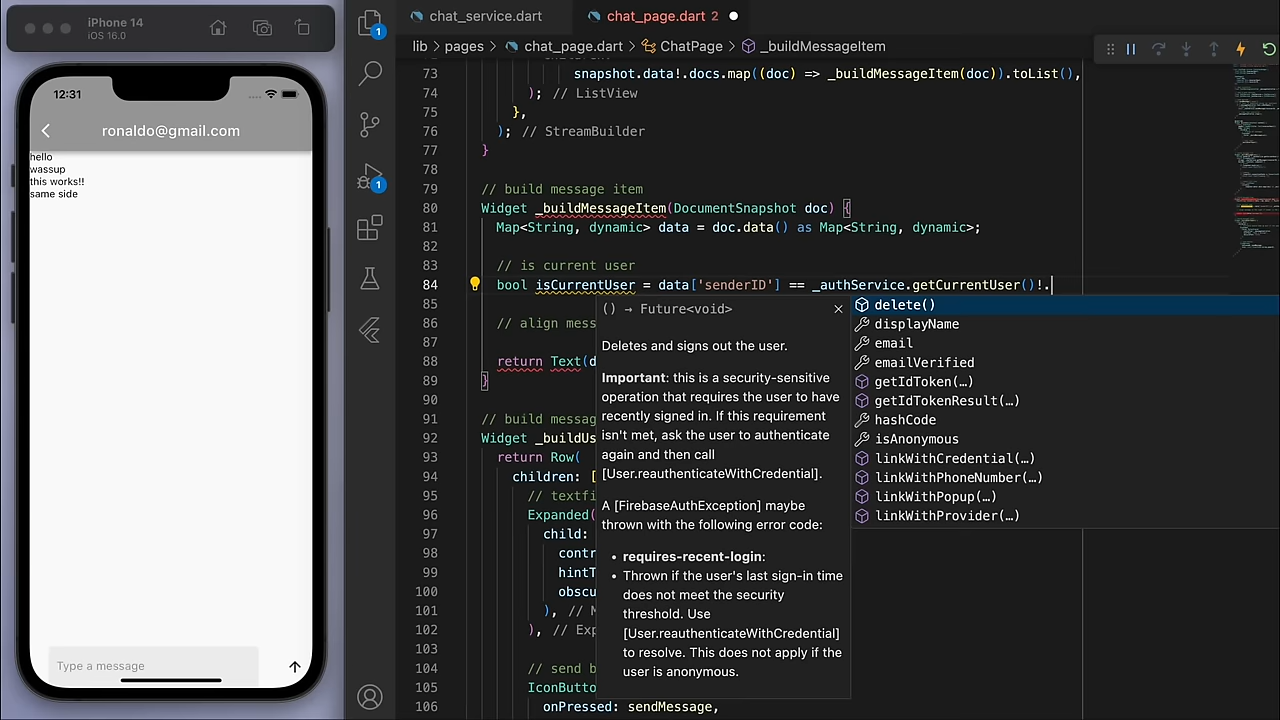 iPhone 14
iOS 16.0
12:31
ronaldo@gmail.com
hello
wassup
this works!!
same side
Type a message
1
1
chat_service.dart
chat_page.dart 2
lib > pages > chat_page.dart > ChatPage > _buildMessageItem
73 snapshot.data!.docs.map((doc) => _buildMessageItem(doc)).toList(),
74 ); // ListView
75 },
76 ); // StreamBuilder
77 }
78
79 // build message item
80 Widget _buildMessageItem(DocumentSnapshot doc) {
81 Map<String, dynamic> data = doc.data() as Map<String, dynamic>;
82
83 // is current user
84 bool isCurrentUser = data['senderID'] == _authService.getCurrentUser()!.
85
86 // align mess
87
88 return Text(d
89 }
90
91 // build messag
92 Widget _buildUs
93 return Row(
94 children: [
95 // textfi
96 Expanded(
97 child:
98 contr
99 hintT
100 obscu
101 ), // M
102 ), // Exp
103
104 // send b
105 IconButto
106 onPressed: sendMessage,
() → Future<void>
Deletes and signs out the user.
Important: this is a security-sensitive
operation that requires the user to have
recently signed in. If this requirement
isn't met, ask the user to authenticate
again and then call
[User.reauthenticateWithCredential].
A [FirebaseAuthException] maybe
thrown with the following error code:
• requires-recent-login:
• Thrown if the user's last sign-in time
does not meet the security
threshold. Use
[User.reauthenticateWithCredential]
to resolve. This does not apply if the
user is anonymous.
delete()
displayName
email
emailVerified
getIdToken(…)
getIdTokenResult(…)
hashCode
isAnonymous
linkWithCredential(…)
linkWithPhoneNumber(…)
linkWithPopup(…)
linkWithProvider(…)